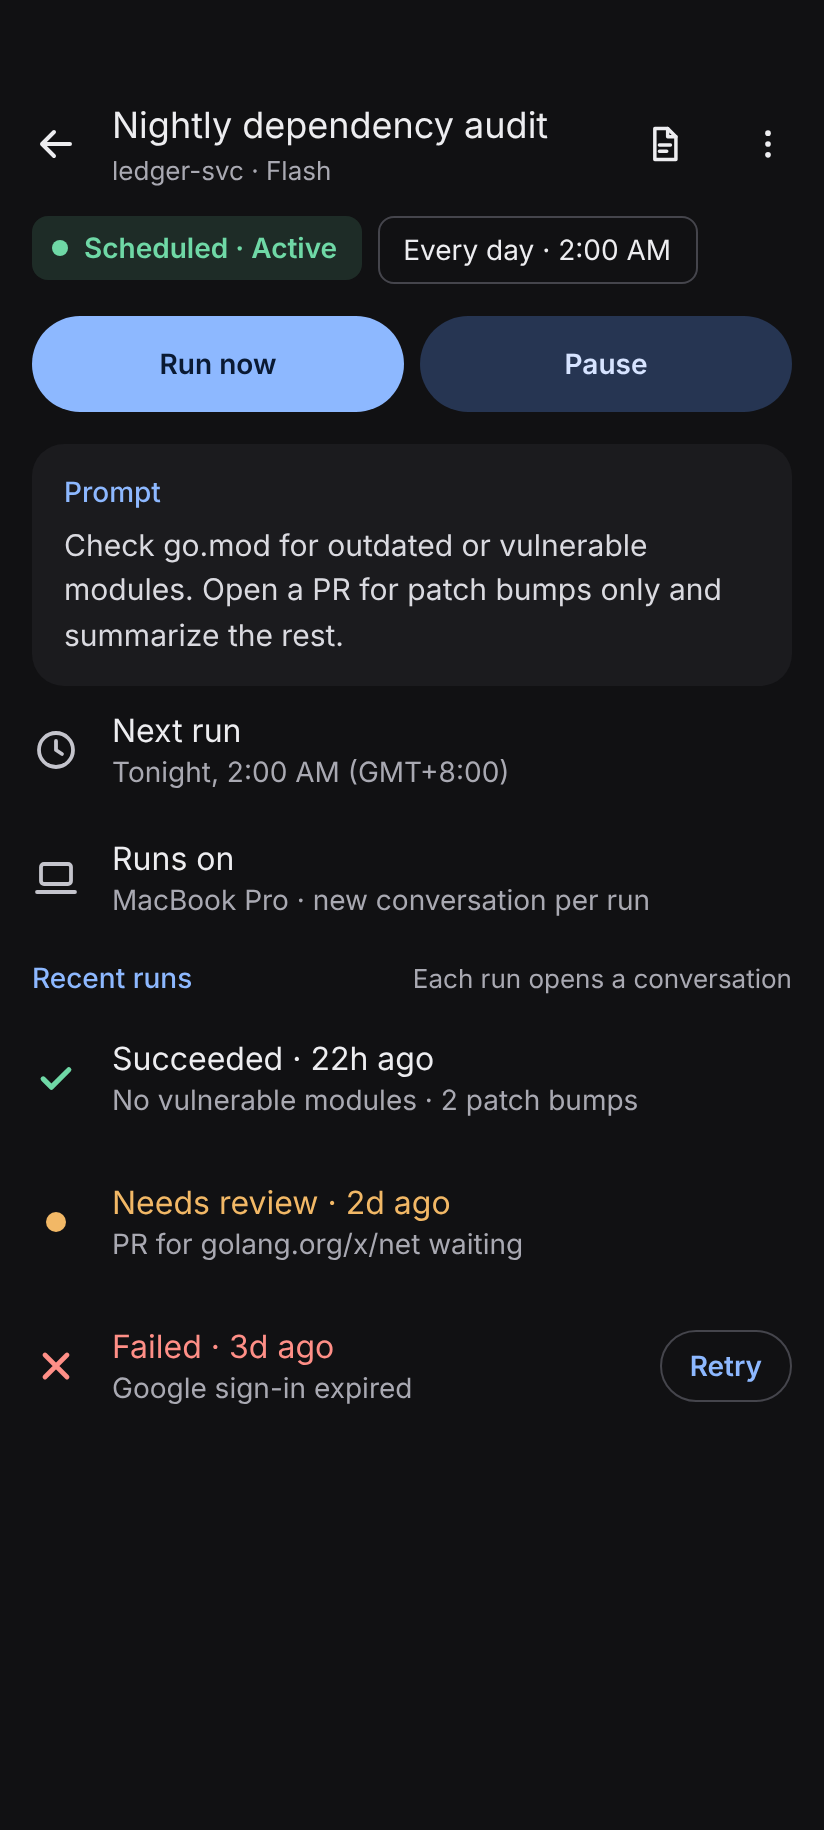 Nightly dependency audit
ledger-svc · Flash
Scheduled · Active
Every day · 2:00 AM
Run now
Pause
Prompt
Check go.mod for outdated or vulnerable
modules. Open a PR for patch bumps only and
summarize the rest.
Next run
Tonight, 2:00 AM (GMT+8:00)
Runs on
MacBook Pro · new conversation per run
Recent runs
Each run opens a conversation
Succeeded · 22h ago
No vulnerable modules · 2 patch bumps
Needs review · 2d ago
PR for golang.org/x/net waiting
Failed · 3d ago
Google sign-in expired
Retry